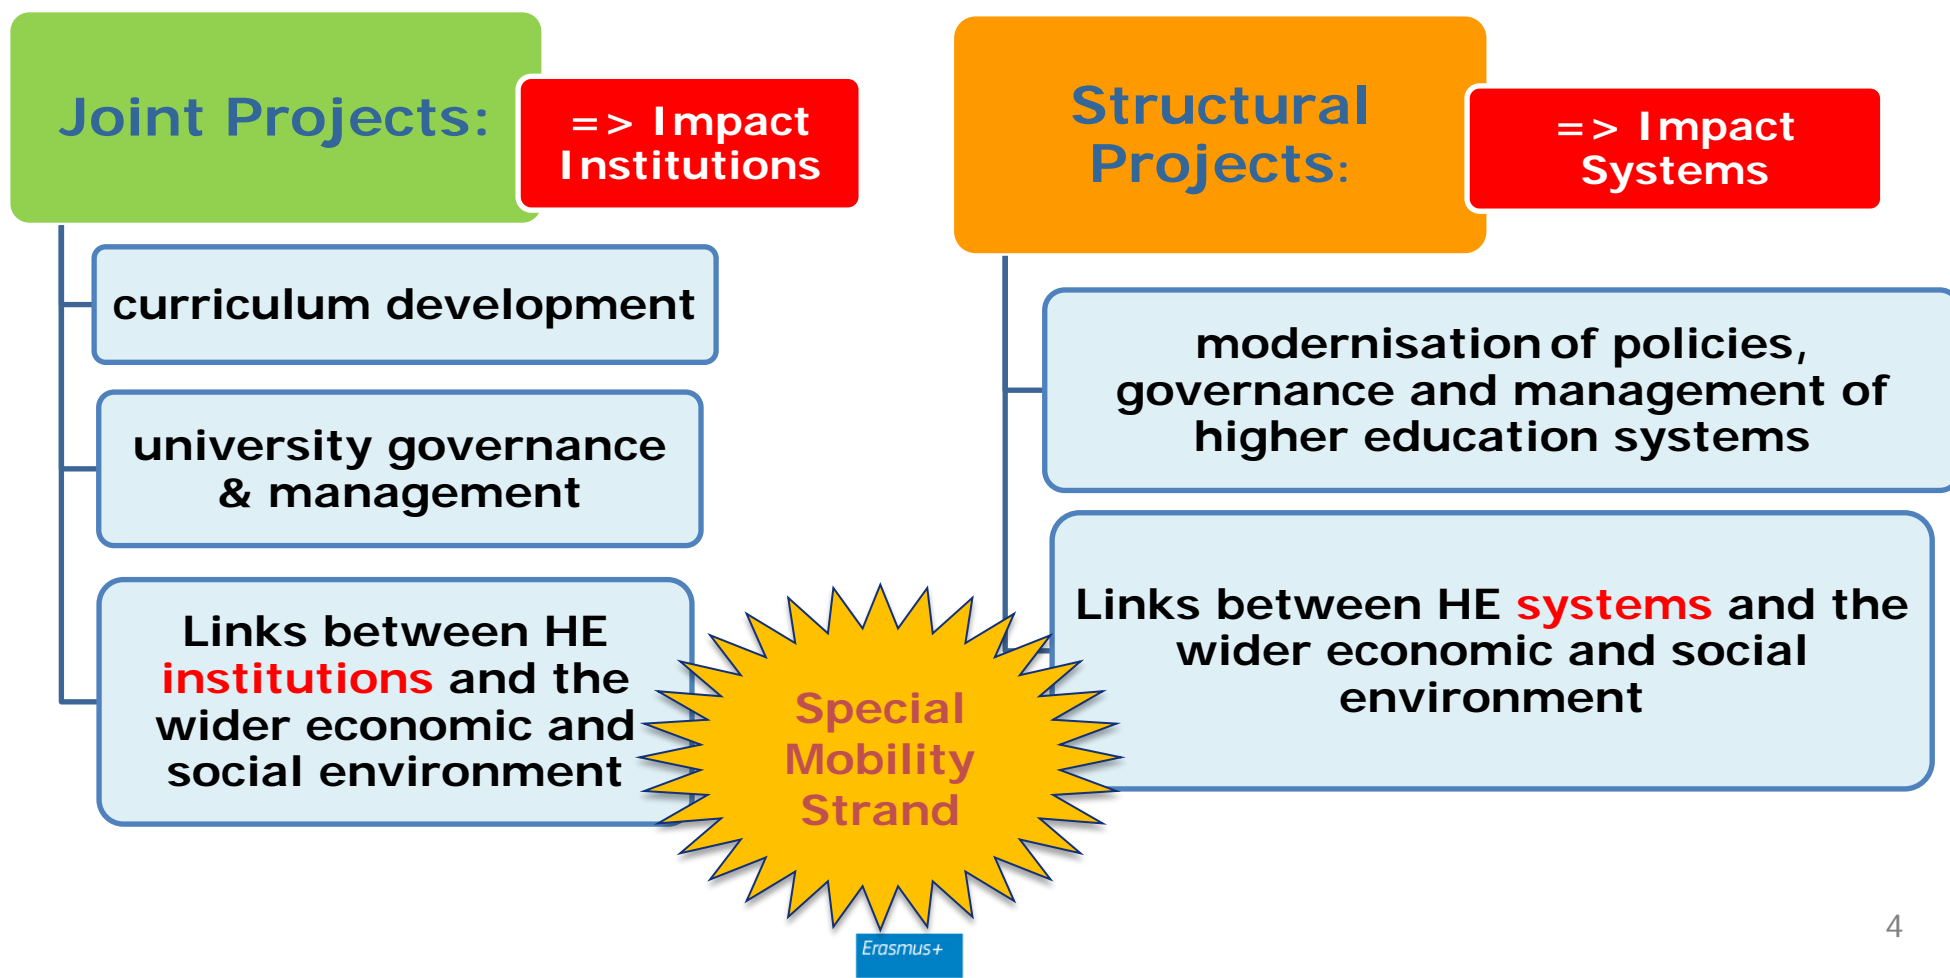 Joint Projects:
=> Impact
Institutions
curriculum development
university governance
& management
Links between HE
institutions and the
wider economic and
social environment
Structural
Projects:
=> Impact
Systems
modernisation of policies,
governance and management of
higher education systems
Links between HE systems and the
wider economic and social
environment
Special
Mobility
Strand
Erasmus+
4